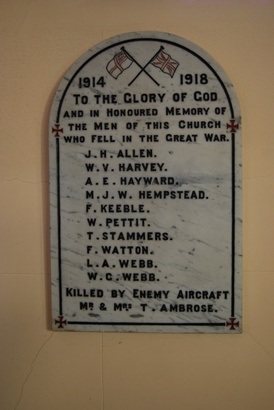 1914 1918
TO THE GLORY OF GOD
AND IN HONOURED MEMORY OF
THE MEN OF THIS CHURCH
WHO FELL IN THE GREAT WAR.
J. H. ALLEN.
W. V. HARVEY.
A. E. HAYWARD.
M. J. W. HEMPSTEAD.
F. KEEBLE.
W. PETTIT.
T. STAMMERS.
F. WATTON.
L. A. WEBB.
W. G. WEBB.
KILLED BY ENEMY AIRCRAFT
MR & MRS T. AMBROSE.